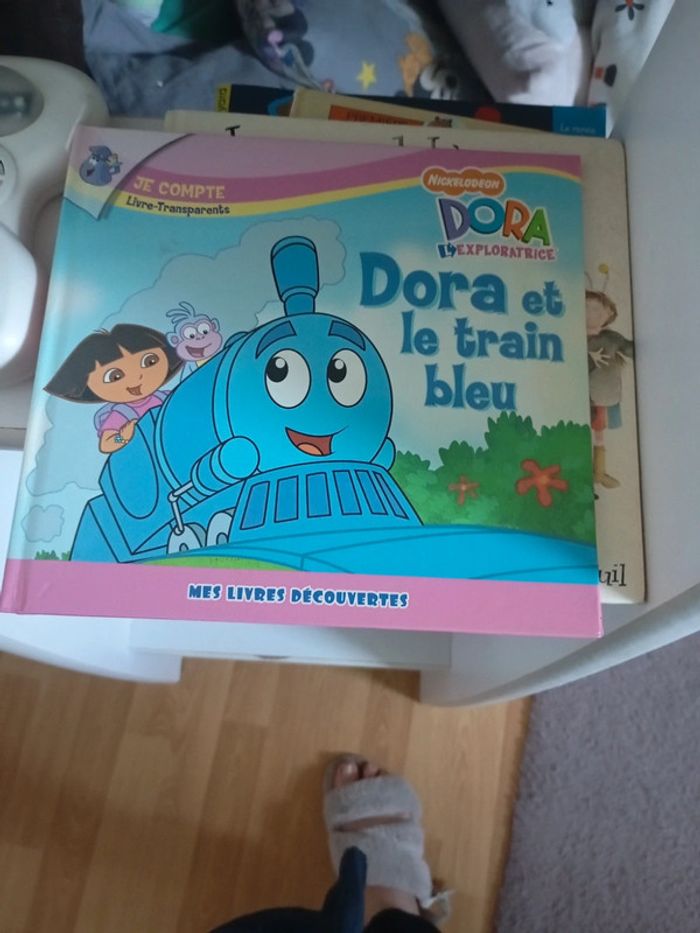 JE COMPTE
Livre-Transparents
NICKELODEON
DORA
L'EXPLORATRICE
Dora et
le train
bleu
MES LIVRES DÉCOUVERTES